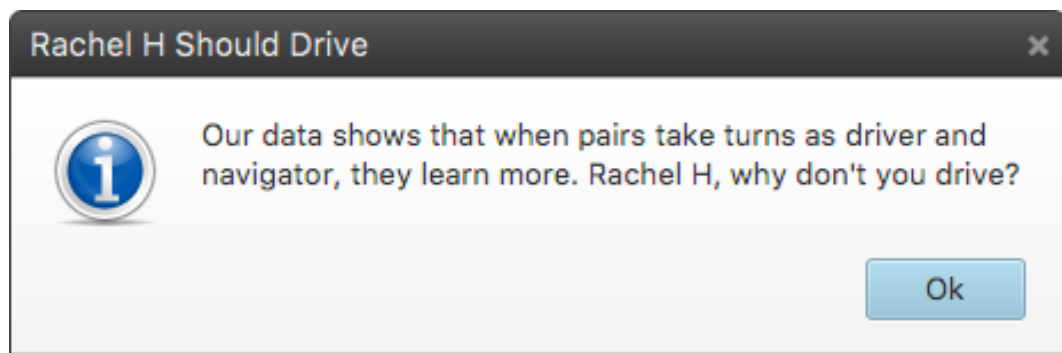 Rachel H Should Drive
Our data shows that when pairs take turns as driver and
navigator, they learn more. Rachel H, why don't you drive?
Ok